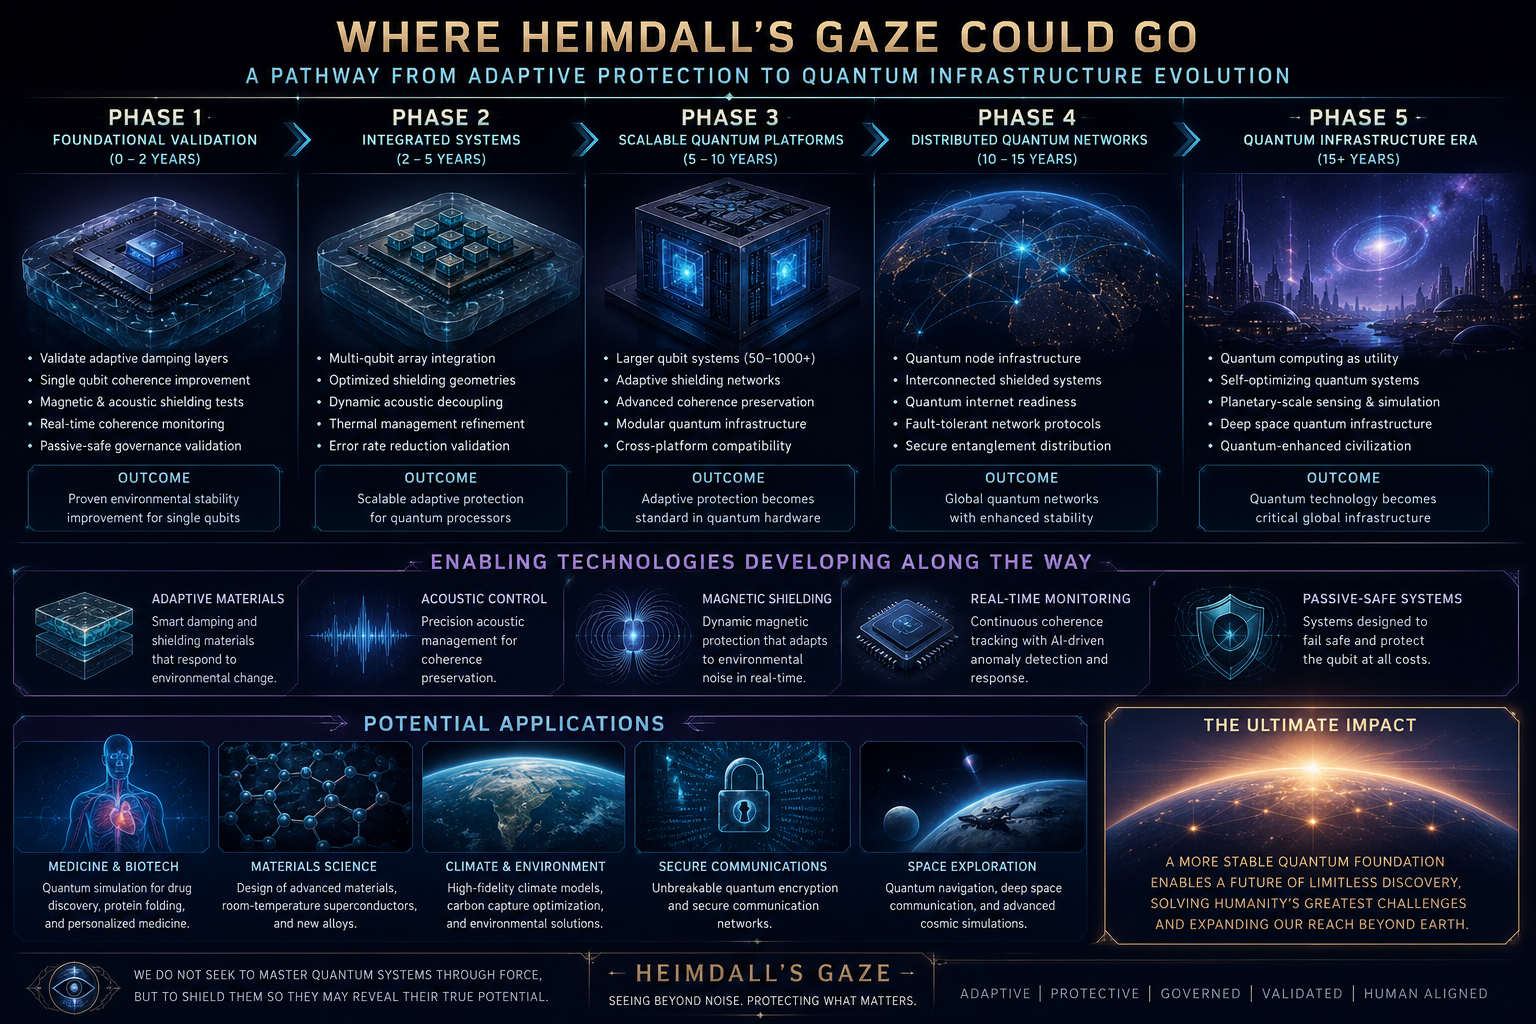 WHERE HEIMDALL'S GAZE COULD GO
A PATHWAY FROM ADAPTIVE PROTECTION TO QUANTUM INFRASTRUCTURE EVOLUTION
PHASE 1
FOUNDATIONAL VALIDATION
(0 – 2 YEARS)
• Validate adaptive damping layers
• Single qubit coherence improvement
• Magnetic & acoustic shielding tests
• Real-time coherence monitoring
• Passive-safe governance validation
OUTCOME
Proven environmental stability
improvement for single qubits
PHASE 2
INTEGRATED SYSTEMS
(2 – 5 YEARS)
• Multi-qubit array integration
• Optimized shielding geometries
• Dynamic acoustic decoupling
• Thermal management refinement
• Error rate reduction validation
OUTCOME
Scalable adaptive protection
for quantum processors
PHASE 3
SCALABLE QUANTUM PLATFORMS
(5 – 10 YEARS)
• Larger qubit systems (50–1000+)
• Adaptive shielding networks
• Advanced coherence preservation
• Modular quantum infrastructure
• Cross-platform compatibility
OUTCOME
Adaptive protection becomes
standard in quantum hardware
PHASE 4
DISTRIBUTED QUANTUM NETWORKS
(10 – 15 YEARS)
• Quantum node infrastructure
• Interconnected shielded systems
• Quantum internet readiness
• Fault-tolerant network protocols
• Secure entanglement distribution
OUTCOME
Global quantum networks
with enhanced stability
PHASE 5
QUANTUM INFRASTRUCTURE ERA
(15+ YEARS)
• Quantum computing as utility
• Self-optimizing quantum systems
• Planetary-scale sensing & simulation
• Deep space quantum infrastructure
• Quantum-enhanced civilization
OUTCOME
Quantum technology becomes
critical global infrastructure
ENABLING TECHNOLOGIES DEVELOPING ALONG THE WAY
ADAPTIVE MATERIALS
Smart damping and
shielding materials
that respond to
environmental change.
ACOUSTIC CONTROL
Precision acoustic
management for
coherence
preservation.
MAGNETIC SHIELDING
Dynamic magnetic
protection that adapts
to environmental
noise in real-time.
REAL-TIME MONITORING
Continuous coherence
tracking with AI-driven
anomaly detection and
response.
PASSIVE-SAFE SYSTEMS
Systems designed to
fail safe and protect
the qubit at all costs.
POTENTIAL APPLICATIONS
MEDICINE & BIOTECH
Quantum simulation for drug
discovery, protein folding,
and personalized medicine.
MATERIALS SCIENCE
Design of advanced materials,
room-temperature superconductors,
and new alloys.
CLIMATE & ENVIRONMENT
High-fidelity climate models,
carbon capture optimization,
and environmental solutions.
SECURE COMMUNICATIONS
Unbreakable quantum encryption
and secure communication
networks.
SPACE EXPLORATION
Quantum navigation, deep space
communication, and advanced
cosmic simulations.
THE ULTIMATE IMPACT
A MORE STABLE QUANTUM FOUNDATION
ENABLES A FUTURE OF LIMITLESS DISCOVERY,
SOLVING HUMANITY'S GREATEST CHALLENGES
AND EXPANDING OUR REACH BEYOND EARTH.
WE DO NOT SEEK TO MASTER QUANTUM SYSTEMS THROUGH FORCE,
BUT TO SHIELD THEM SO THEY MAY REVEAL THEIR TRUE POTENTIAL.
HEIMDALL'S GAZE
SEEING BEYOND NOISE. PROTECTING WHAT MATTERS.
ADAPTIVE | PROTECTIVE | GOVERNED | VALIDATED | HUMAN ALIGNED